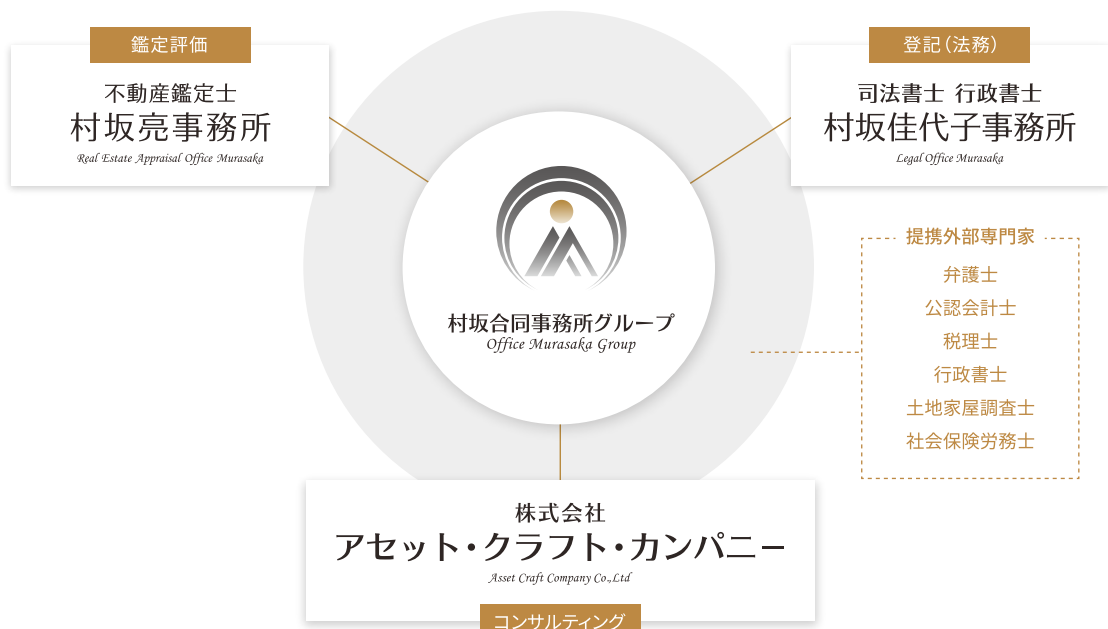 鑑定評価
不動産鑑定士
村坂亮事務所
Real Estate Appraisal Office Murasaka
登記（法務）
司法書士 行政書士
村坂佳代子事務所
Legal Office Murasaka
村坂合同事務所グループ
Office Murasaka Group
提携外部専門家
弁護士
公認会計士
税理士
行政書士
土地家屋調査士
社会保険労務士
株式会社
アセット・クラフト・カンパニー
Asset Craft Company Co.,Ltd
コンサルティング